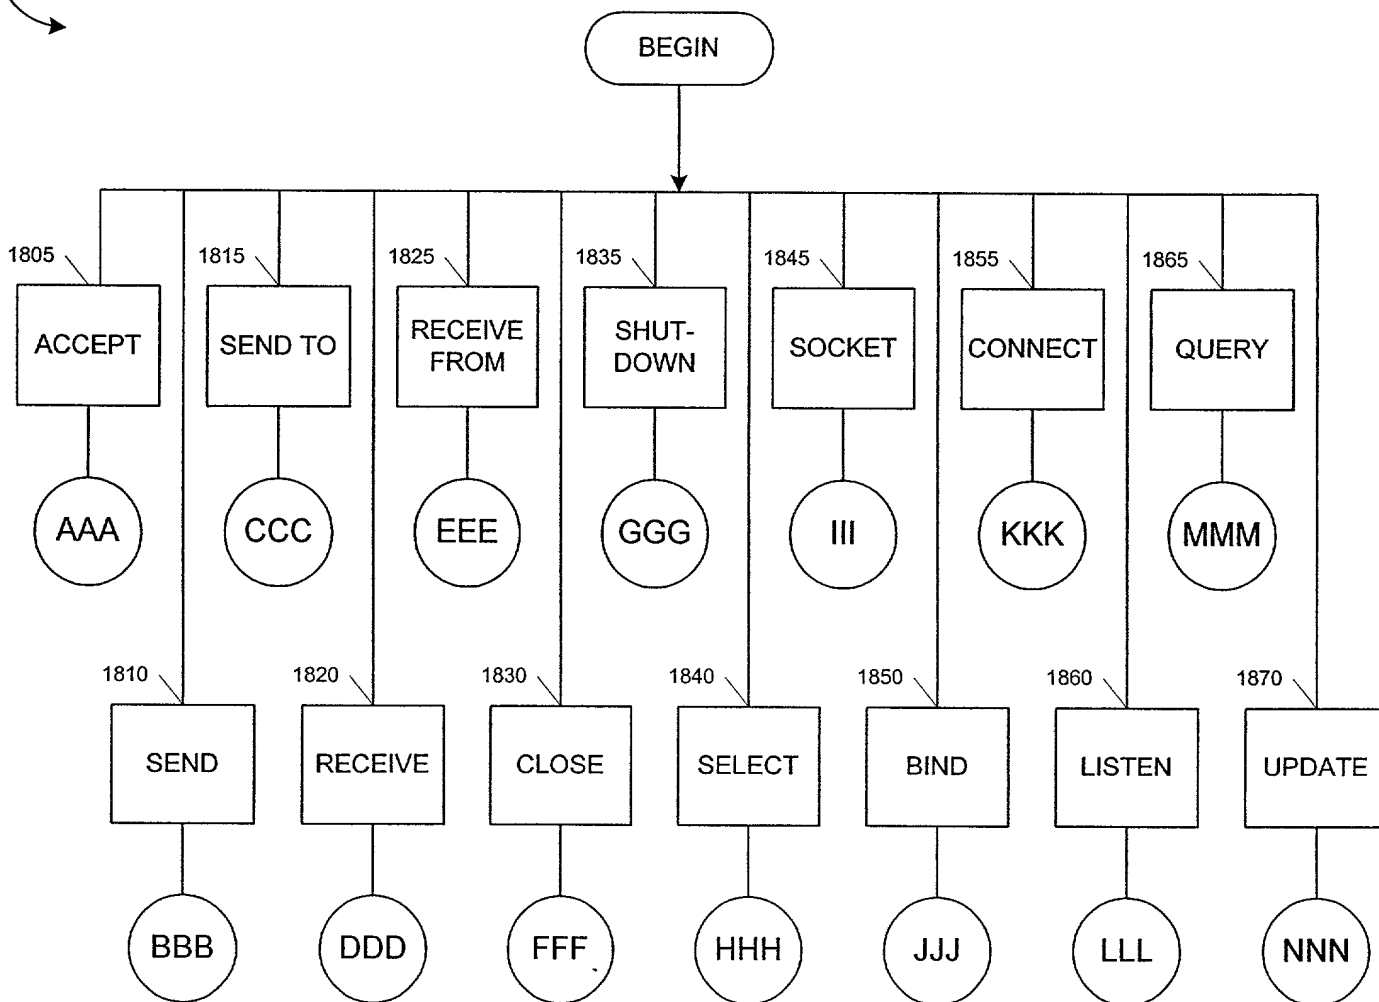 BEGIN
1805
1815
1825
1835
1845
1855
1865
ACCEPT
SEND TO
RECEIVE
FROM
SHUT-
DOWN
SOCKET
CONNECT
QUERY
AAA
CCC
EEE
GGG
III
KKK
MMM
1810
1820
1830
1840
1850
1860
1870
SEND
RECEIVE
CLOSE
SELECT
BIND
LISTEN
UPDATE
BBB
DDD
FFF
HHH
JJJ
LLL
NNN